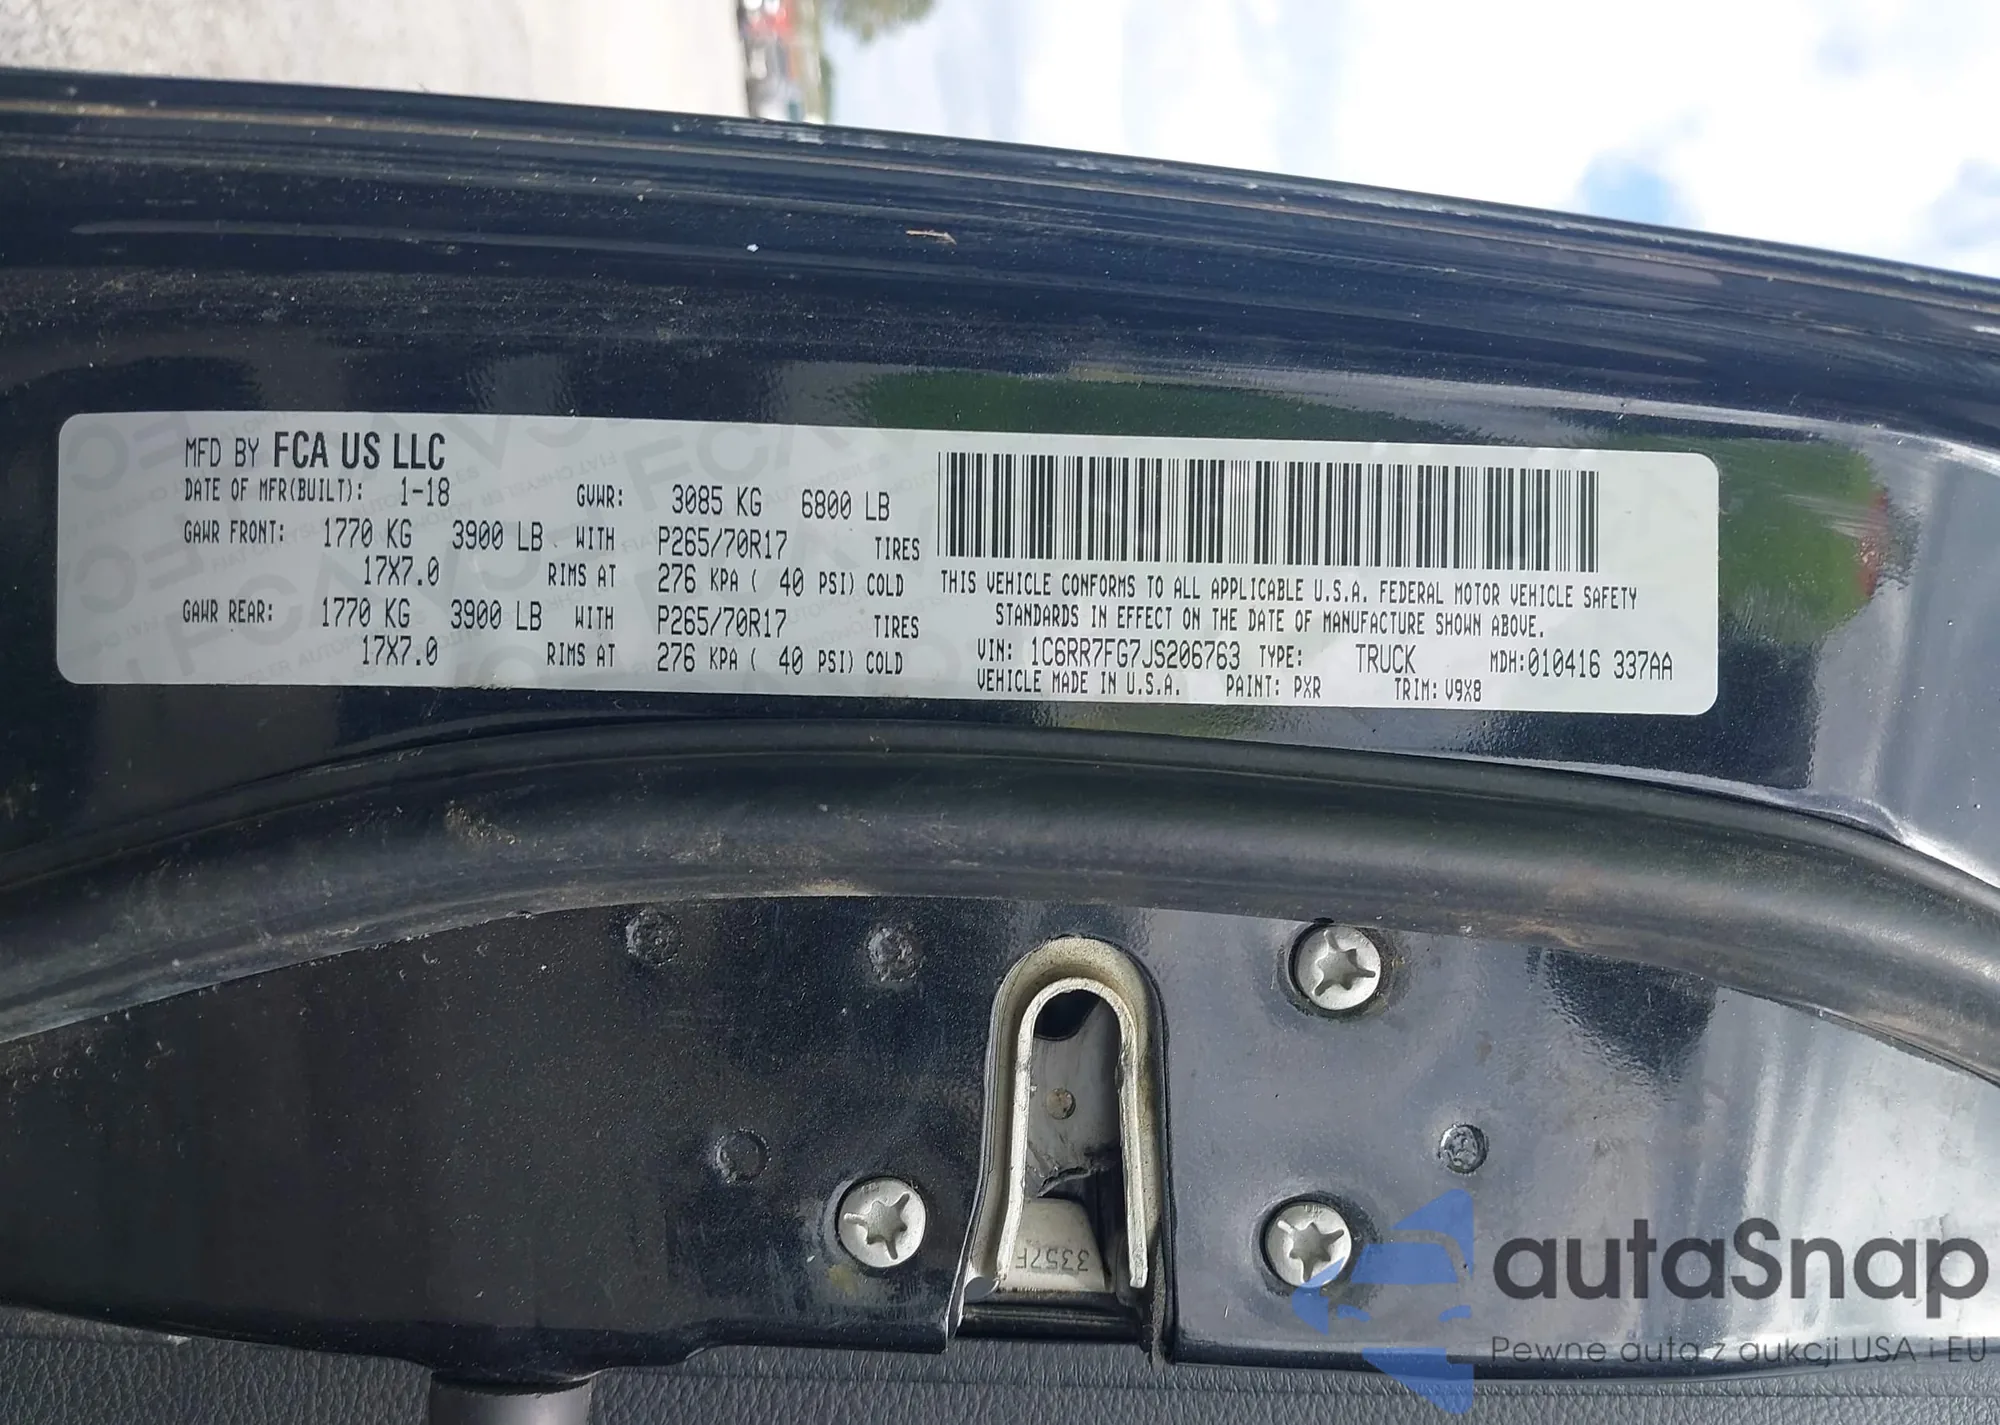 MFD BY FCA US LLC
DATE OF MFR(BUILT): 1-18 GVWR: 3085 KG 6800 LB
GAWR FRONT: 1770 KG 3900 LB WITH P265/70R17 TIRES
17X7.0 RIMS AT 276 KPA ( 40 PSI) COLD
GAWR REAR: 1770 KG 3900 LB WITH P265/70R17 TIRES
17X7.0 RIMS AT 276 KPA ( 40 PSI) COLD
THIS VEHICLE CONFORMS TO ALL APPLICABLE U.S.A. FEDERAL MOTOR VEHICLE SAFETY
STANDARDS IN EFFECT ON THE DATE OF MANUFACTURE SHOWN ABOVE.
VIN: 1C6RR7FG7JS206763 TYPE: TRUCK MDH:010416 337AA
VEHICLE MADE IN U.S.A. PAINT: PXR TRIM: V9X8
3357F
autaSnap
Pewne auta z aukcji USA i EU